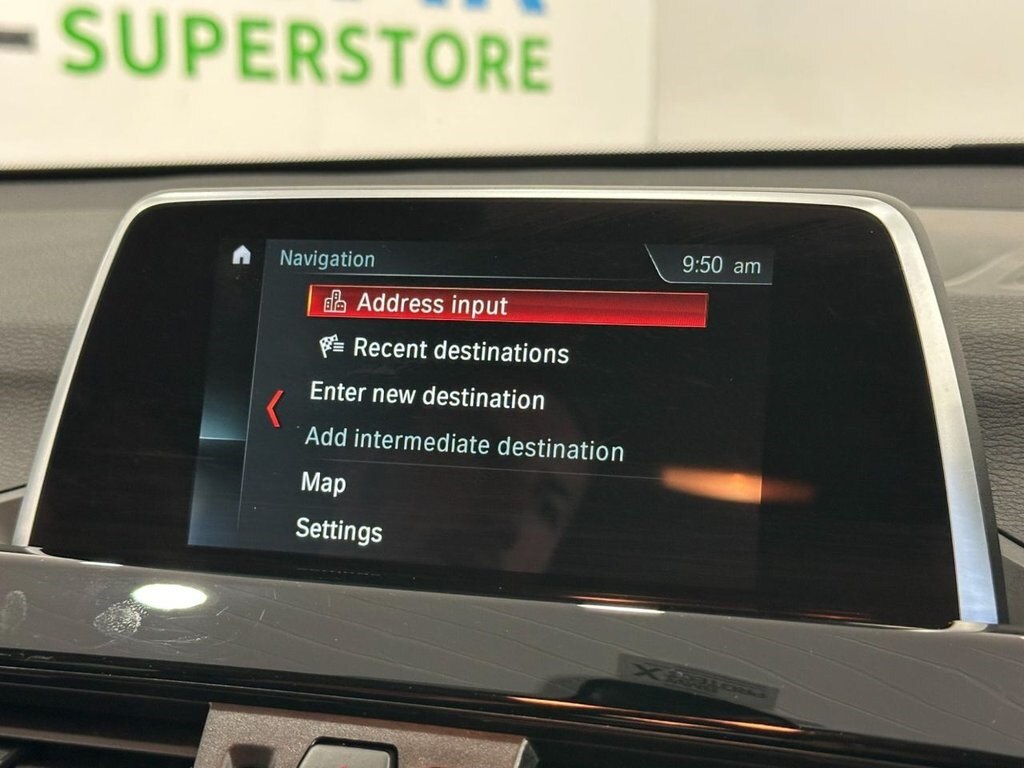 SUPERSTORE
Navigation
9:50 am
Address input
Recent destinations
Enter new destination
Add intermediate destination
Map
Settings